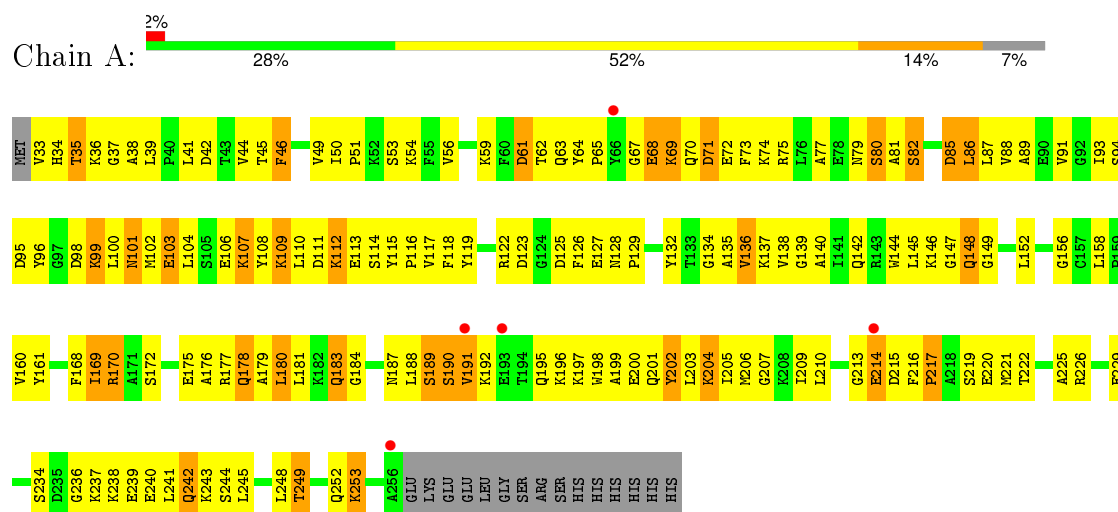 2%
Chain A:
28% 52% 14% 7%
MET V33 H34 T35 K36 G37 A38 L39 P40 L41 D42 T43 V44 T45 F46 V49 I50 P51 K52 S53 K54 F55 V56 K59 F60 D61 T62 Q63 Y64 P65 Y66 G67 E68 K69 Q70 D71 E72 F73 K74 R75 L76 A77 E78 N79 S80 A81 S82 D85 L86 L87 V88 A89 E90 V91 G92 I93 S94
D95 Y96 G97 D98 K99 L100 N101 M102 E103 L104 S105 E106 K107 Y108 K109 L110 D111 K112 E113 S114 Y115 P116 V117 F118 Y119 R122 D123 G124 D125 F126 E127 N128 P129 Y132 T133 G134 A135 V136 K137 V138 G139 A140 I141 Q142 R143 W144 L145 K146 G147 Q148 G149 L152 G156 C157 L158 P159
V160 Y161 F168 I169 R170 A171 S172 E175 A176 R177 Q178 A179 L180 L181 K182 Q183 G184 N187 L188 S189 S190 V191 K192 E193 T194 Q195 K196 K197 W198 A199 E200 Q201 Y202 L203 K204 I205 M206 G207 K208 I209 L210 G213 E214 D215 F216 P217 A218 S219 E220 M221 T222 A225 R226 E229
S234 D235 G236 K237 K238 E239 E240 L241 Q242 K243 S244 L245 L248 T249 Q252 K253 A256 GLU LYS GLU GLU LEU GLY SER ARG SER HIS HIS HIS HIS HIS HIS